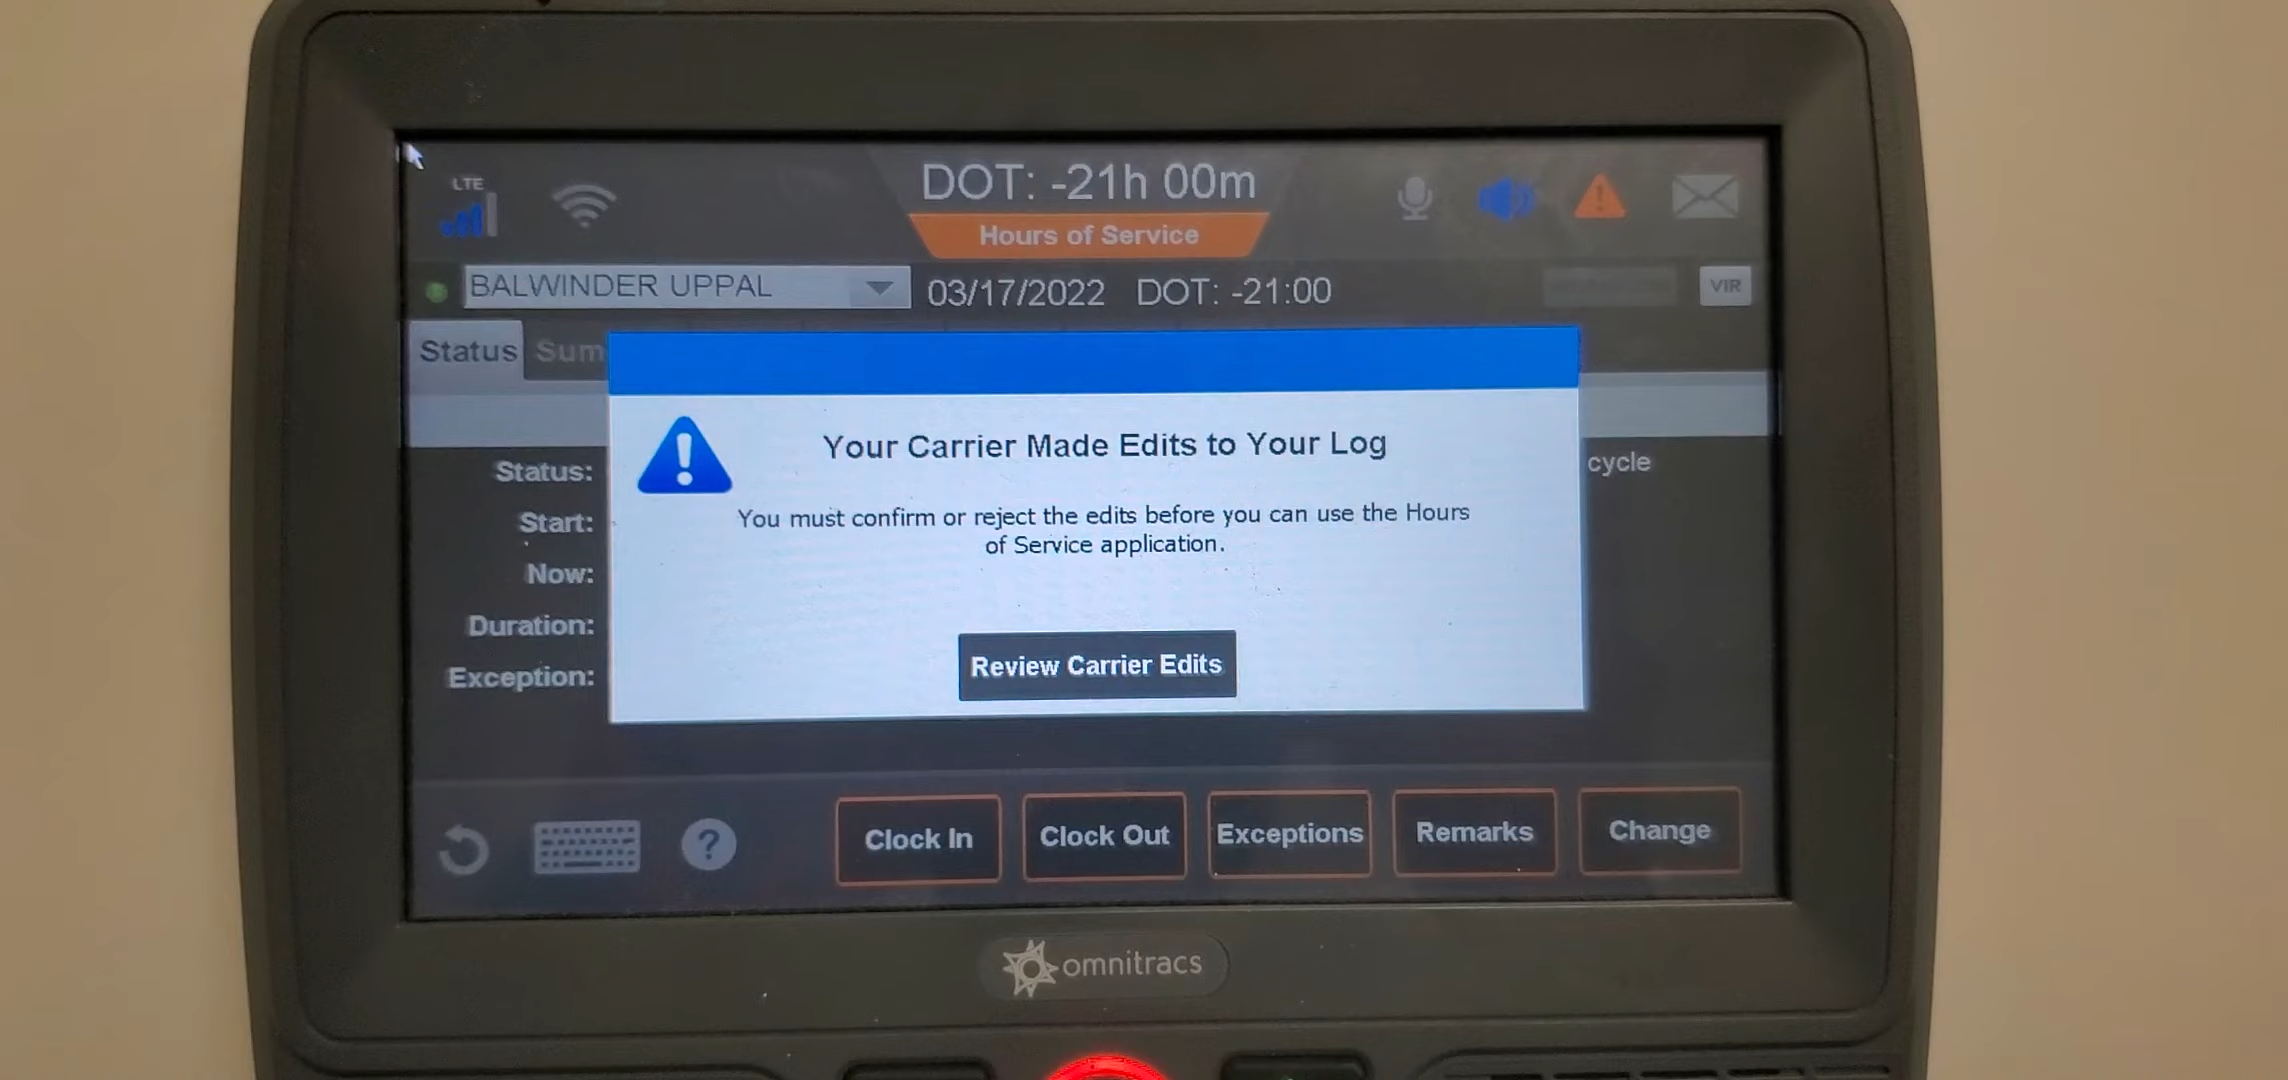 LTE
DOT: -21h 00m
Hours of Service
BALWINDER UPPAL
03/17/2022 DOT: -21:00
VIR
Status Sum
Your Carrier Made Edits to Your Log
You must confirm or reject the edits before you can use the Hours
of Service application.
Review Carrier Edits
cycle
Status:
Start:
Now:
Duration:
Exception:
?
Clock In
Clock Out
Exceptions
Remarks
Change
omnitracs